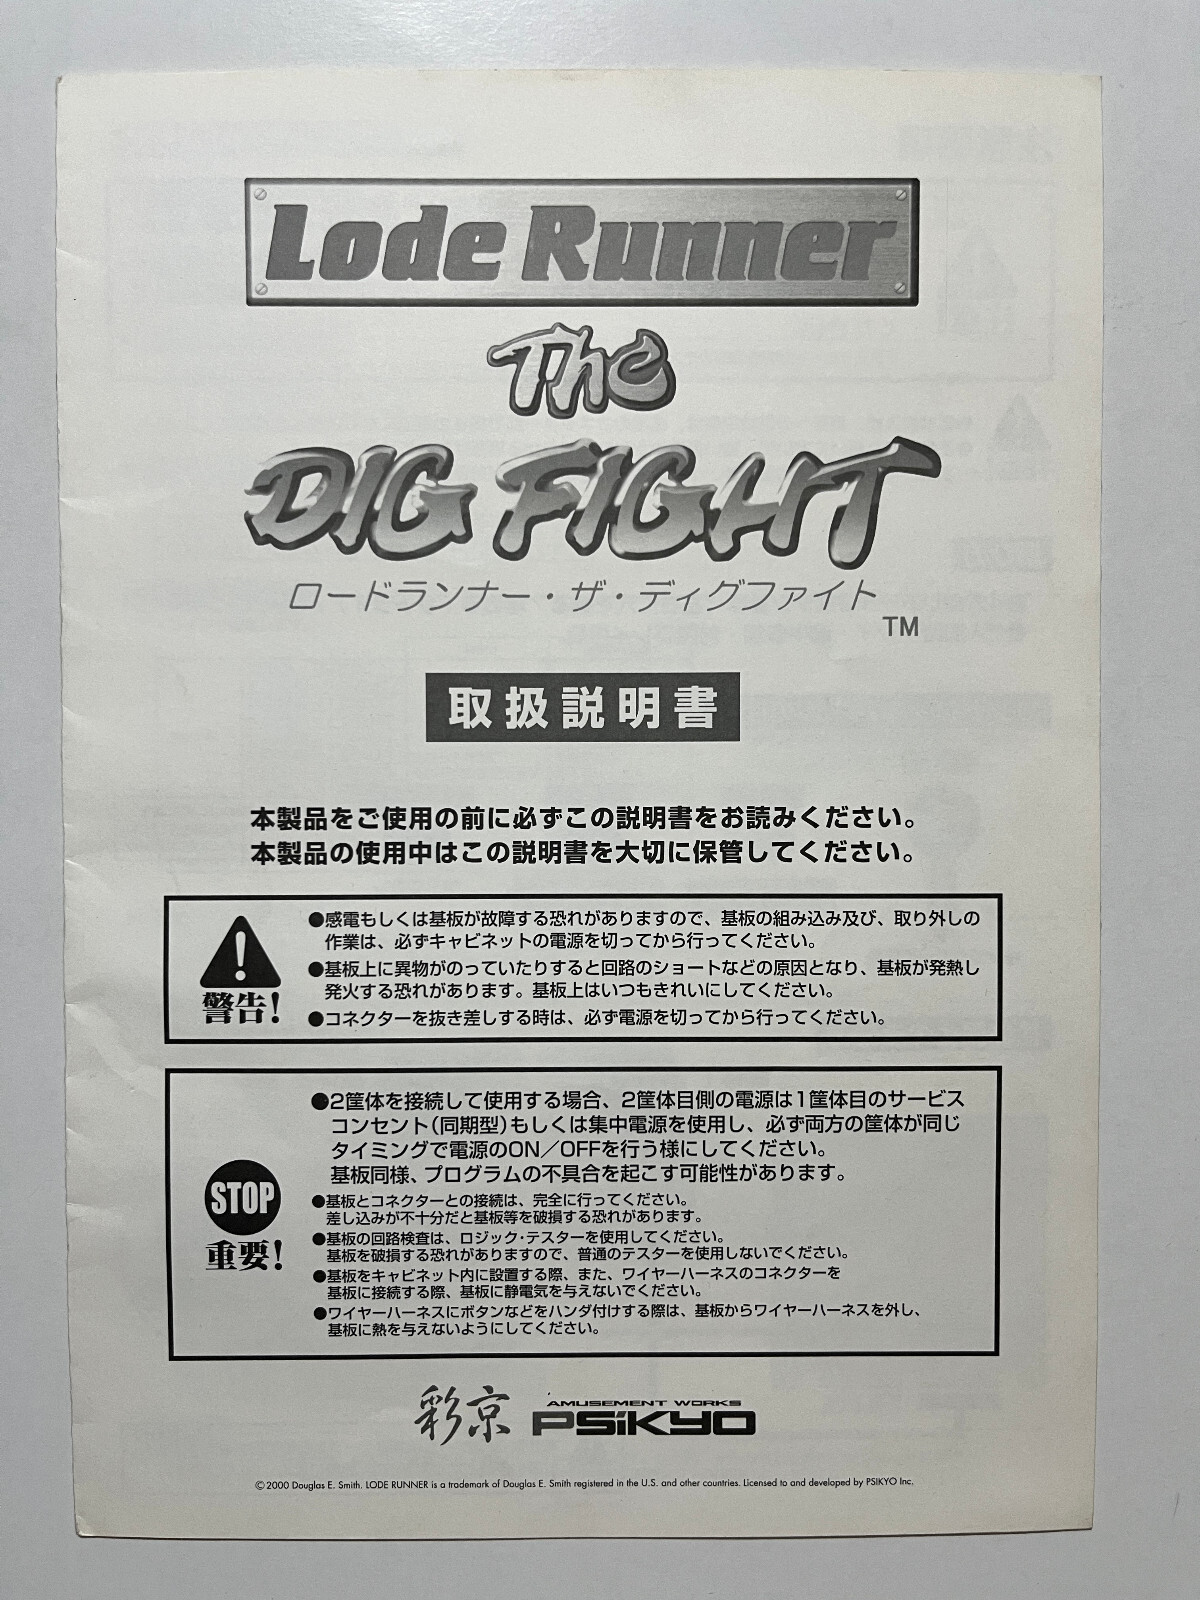 Lode Runner
The
DIG FIGHT
ロードランナー・ザ・ディグファイト
TM
取扱説明書
本製品をご使用の前に必ずこの説明書をお読みください。
本製品の使用中はこの説明書を大切に保管してください。
●感電もしくは基板が故障する恐れがありますので、基板の組み込み及び、取り外しの
作業は、必ずキャビネットの電源を切ってから行ってください。
●基板上に異物がのっていたりすると回路のショートなどの原因となり、基板が発熱し
発火する恐れがあります。基板上はいつもきれいにしてください。
●コネクターを抜き差しする時は、必ず電源を切ってから行ってください。
警告!
●2筐体を接続して使用する場合、2筐体目側の電源は1筐体目のサービス
コンセント(同期型)もしくは集中電源を使用し、必ず両方の筐体が同じ
タイミングで電源のON／OFFを行う様にしてください。
基板同様、プログラムの不具合を起こす可能性があります。
●基板とコネクターとの接続は、完全に行ってください。
差し込みが不十分だと基板等を破損する恐れがあります。
●基板の回路検査は、ロジック・テスターを使用してください。
基板を破損する恐れがありますので、普通のテスターを使用しないでください。
●基板をキャビネット内に設置する際、また、ワイヤーハーネスのコネクターを
基板に接続する際、基板に静電気を与えないでください。
●ワイヤーハーネスにボタンなどをハンダ付けする際は、基板からワイヤーハーネスを外し、
基板に熱を与えないようにしてください。
STOP
重要!
彩京
AMUSEMENT WORKS
PSiKYO
©2000 Douglas E. Smith. LODE RUNNER is a trademark of Douglas E. Smith registered in the U.S. and other countries. Licensed to and developed by PSIKYO Inc.